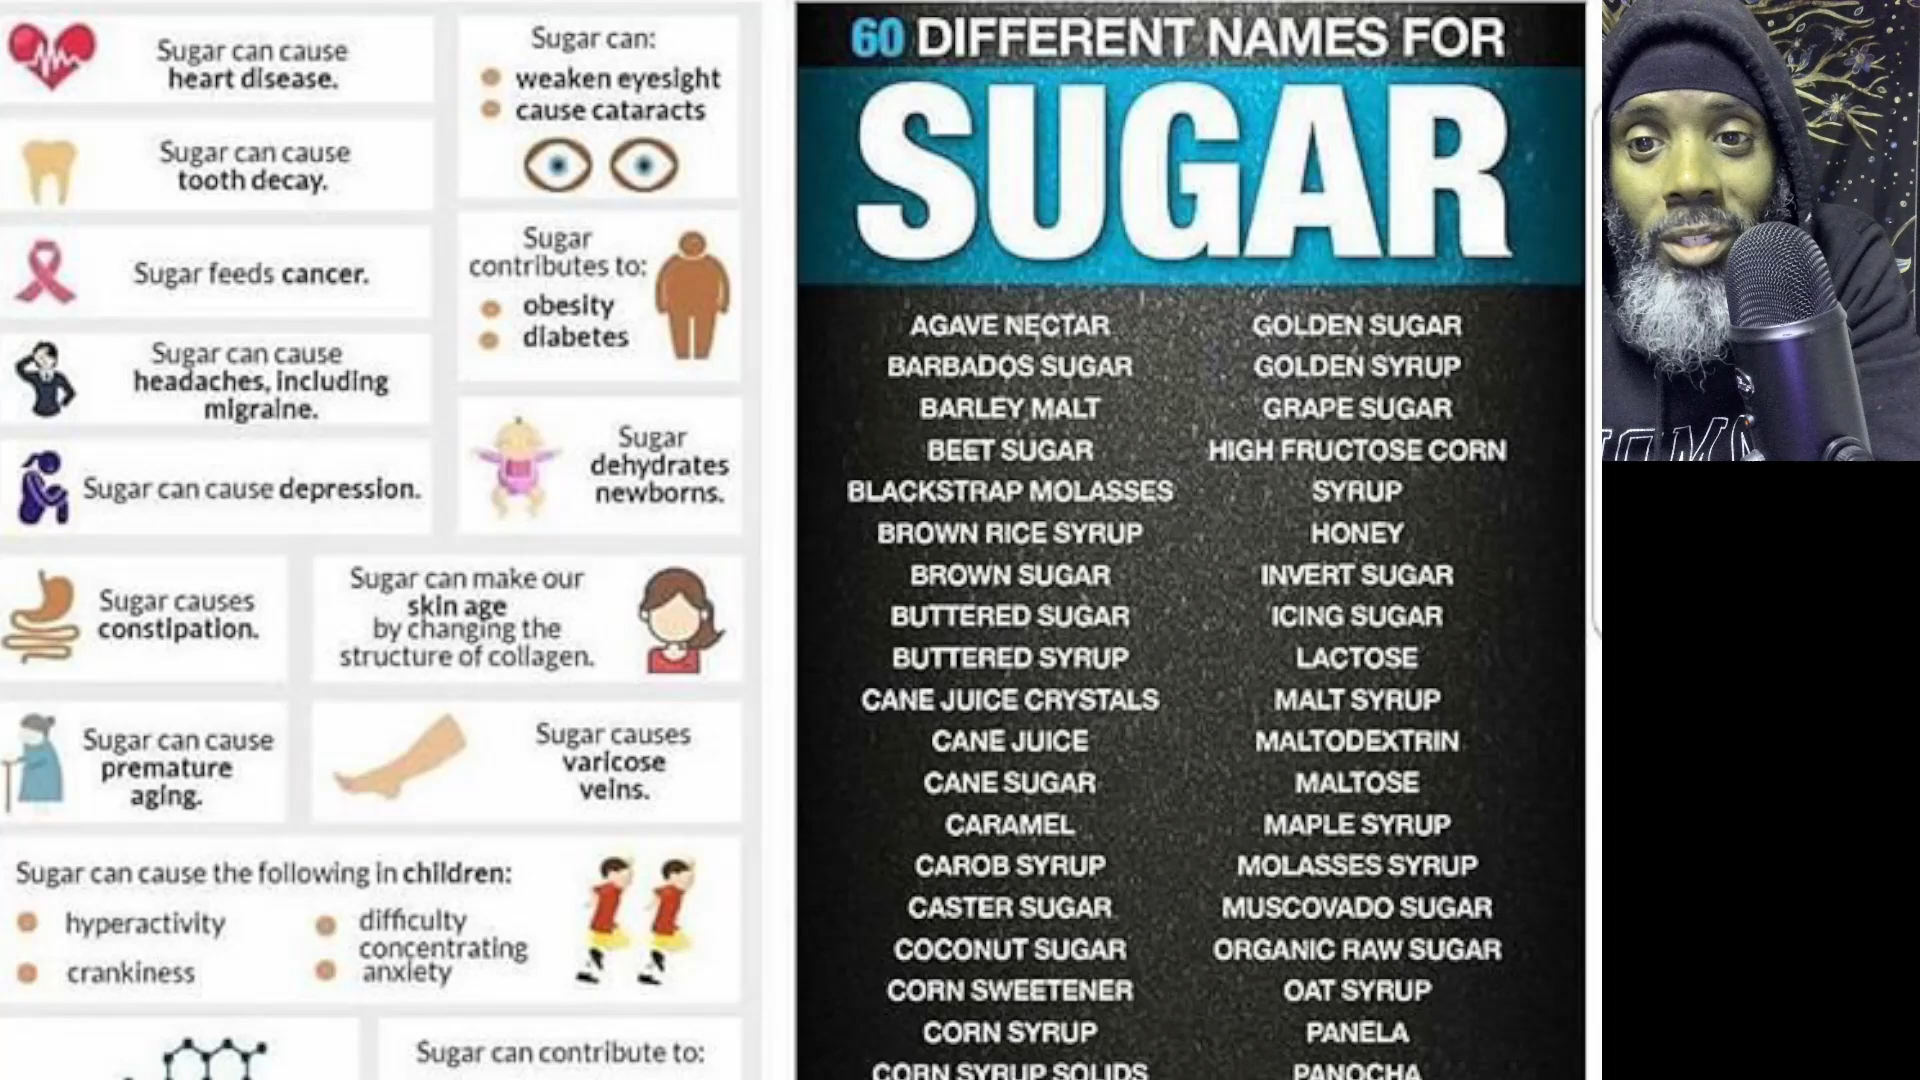 Sugar can cause
heart disease.
Sugar can cause
tooth decay.
Sugar feeds cancer.
Sugar can cause
headaches, including
migraine.
Sugar can cause depression.
Sugar can:
weaken eyesight
cause cataracts
Sugar
contributes to:
obesity
diabetes
Sugar
dehydrates
newborns.
Sugar causes
constipation.
Sugar can make our
skin age
by changing the
structure of collagen.
Sugar can cause
premature
aging.
Sugar causes
varicose
veins.
Sugar can cause the following in children:
hyperactivity
crankiness
difficulty
concentrating
anxiety
Sugar can contribute to:
60 DIFFERENT NAMES FOR
SUGAR
AGAVE NECTAR
BARBADOS SUGAR
BARLEY MALT
BEET SUGAR
BLACKSTRAP MOLASSES
BROWN RICE SYRUP
BROWN SUGAR
BUTTERED SUGAR
BUTTERED SYRUP
CANE JUICE CRYSTALS
CANE JUICE
CANE SUGAR
CARAMEL
CAROB SYRUP
CASTER SUGAR
COCONUT SUGAR
CORN SWEETENER
CORN SYRUP
CORN SYRUP SOLIDS
GOLDEN SUGAR
GOLDEN SYRUP
GRAPE SUGAR
HIGH FRUCTOSE CORN
SYRUP
HONEY
INVERT SUGAR
ICING SUGAR
LACTOSE
MALT SYRUP
MALTODEXTRIN
MALTOSE
MAPLE SYRUP
MOLASSES SYRUP
MUSCOVADO SUGAR
ORGANIC RAW SUGAR
OAT SYRUP
PANELA
PANOCHA